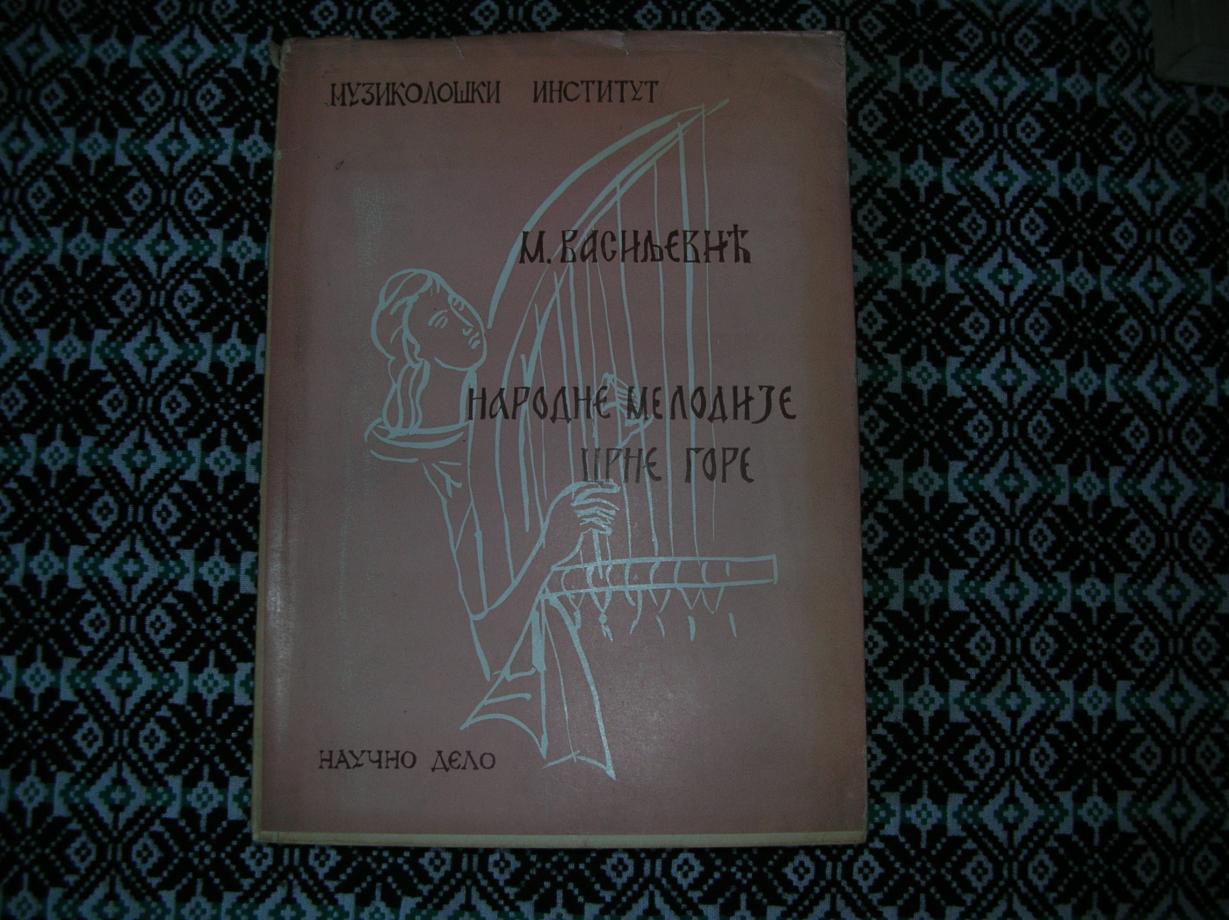 МУЗИКОЛОШКИ ИНСТИТУТ
М. ВАСИЉЕВИЋ
НАРОДНЕ МЕЛОДИЈЕ
ЦРНЕ ГОРЕ
НАУЧНО ДЕЛО